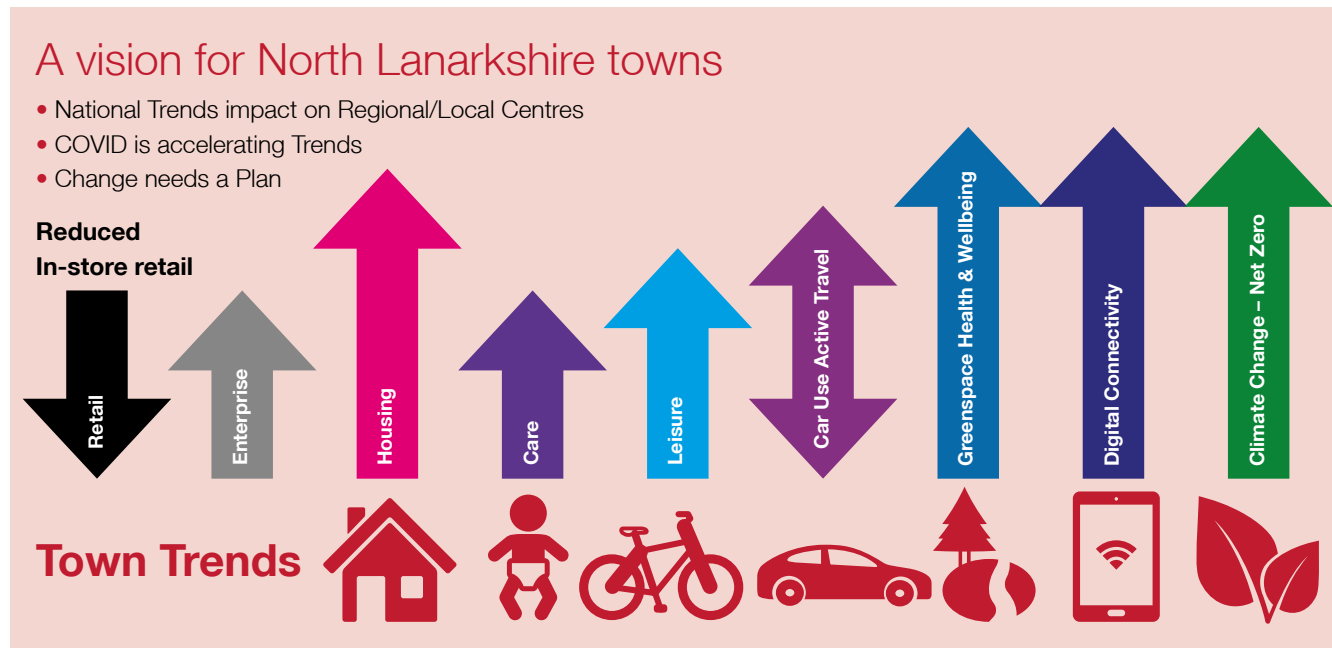 A vision for North Lanarkshire towns
• National Trends impact on Regional/Local Centres
• COVID is accelerating Trends
• Change needs a Plan
Reduced
In-store retail
Retail
Enterprise
Housing
Care
Leisure
Car Use Active Travel
Greenspace Health & Wellbeing
Digital Connectivity
Climate Change – Net Zero
Town Trends